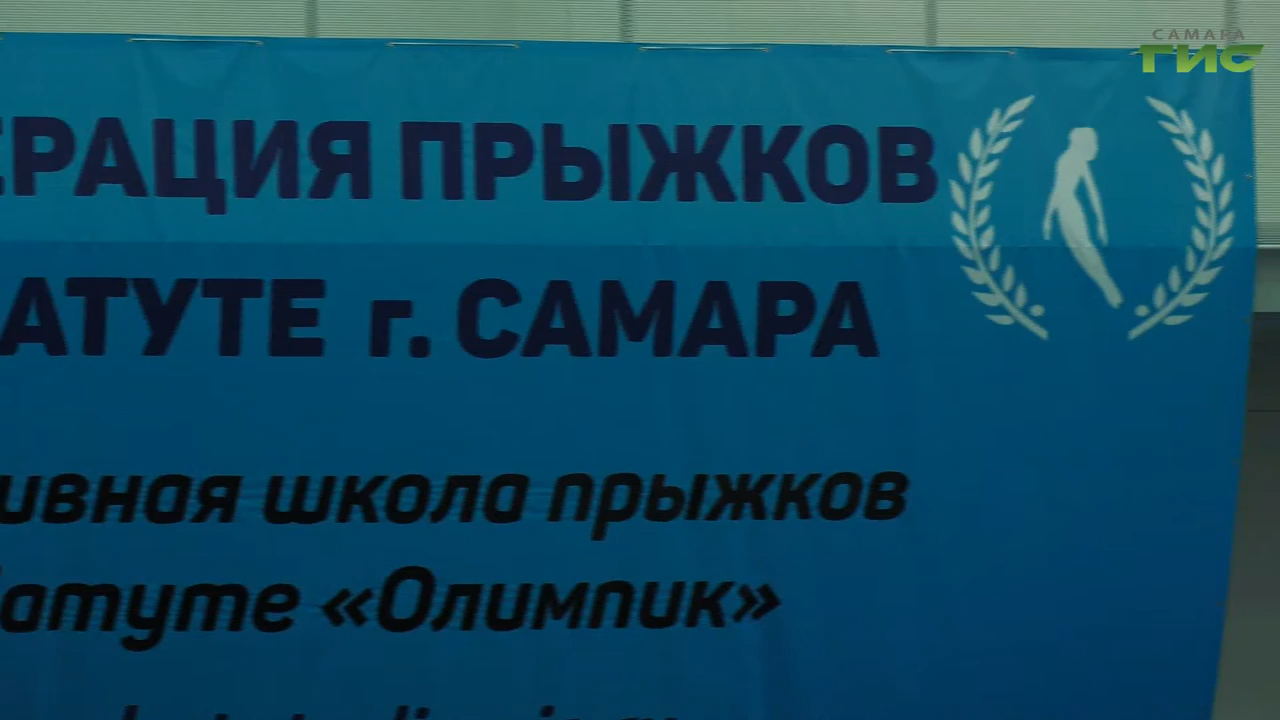 САМАРА
ГИС
ЕРАЦИЯ ПРЫЖКОВ
АТУТЕ г. САМАРА
ивная школа прыжков
батуте «Олимпик»